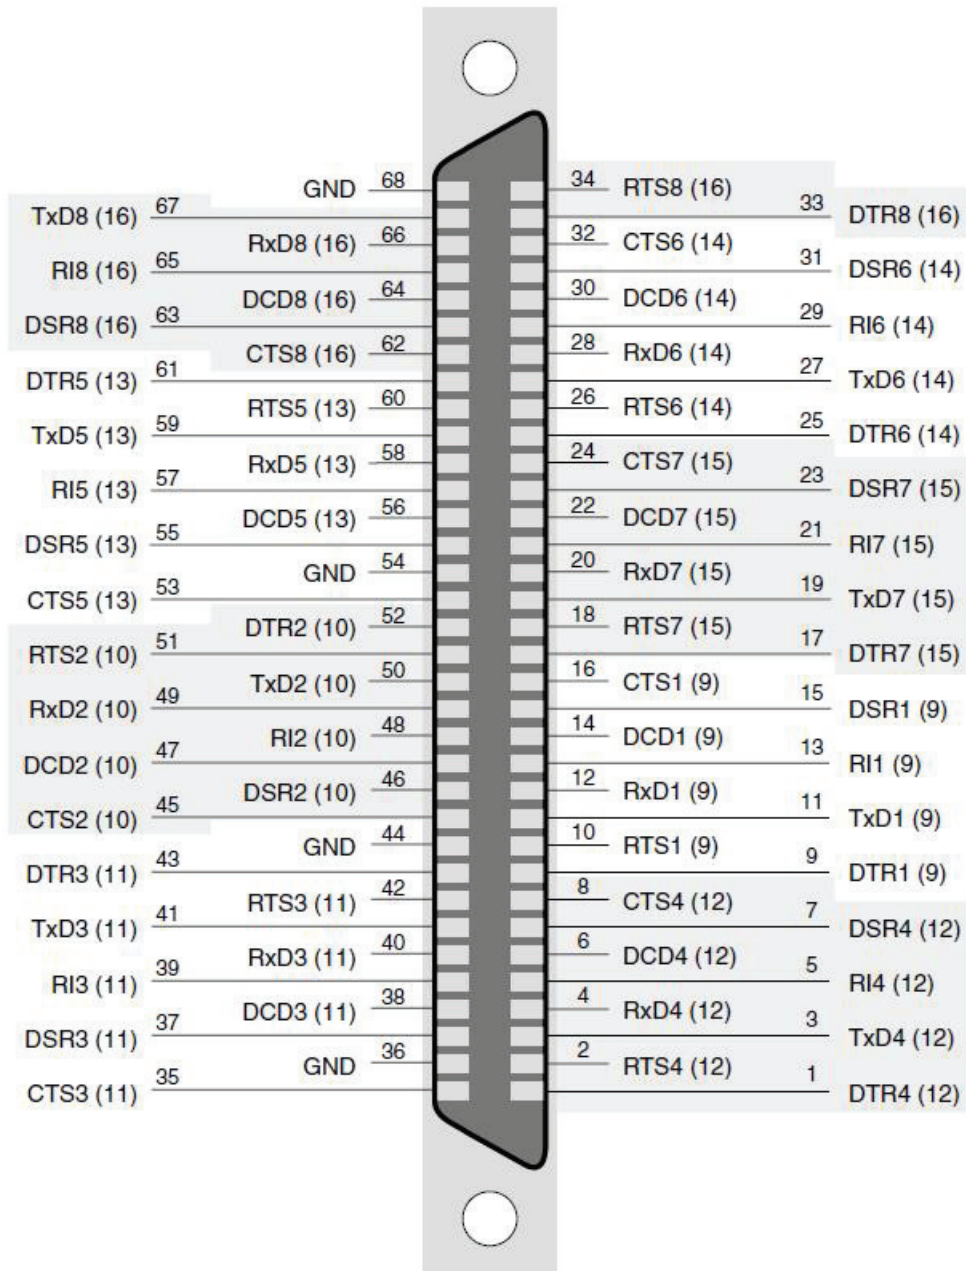 GND 68 34 RTS8 (16)
TxD8 (16) 67 33 DTR8 (16)
RxD8 (16) 66 32 CTS6 (14)
RI8 (16) 65 31 DSR6 (14)
DCD8 (16) 64 30 DCD6 (14)
DSR8 (16) 63 29 RI6 (14)
CTS8 (16) 62 28 RxD6 (14)
DTR5 (13) 61 27 TxD6 (14)
RTS5 (13) 60 26 RTS6 (14)
TxD5 (13) 59 25 DTR6 (14)
RxD5 (13) 58 24 CTS7 (15)
RI5 (13) 57 23 DSR7 (15)
DCD5 (13) 56 22 DCD7 (15)
DSR5 (13) 55 21 RI7 (15)
GND 54 20 RxD7 (15)
CTS5 (13) 53 19 TxD7 (15)
DTR2 (10) 52 18 RTS7 (15)
RTS2 (10) 51 17 DTR7 (15)
TxD2 (10) 50 16 CTS1 (9)
RxD2 (10) 49 15 DSR1 (9)
RI2 (10) 48 14 DCD1 (9)
DCD2 (10) 47 13 RI1 (9)
DSR2 (10) 46 12 RxD1 (9)
CTS2 (10) 45 11 TxD1 (9)
GND 44 10 RTS1 (9)
DTR3 (11) 43 9 DTR1 (9)
RTS3 (11) 42 8 CTS4 (12)
TxD3 (11) 41 7 DSR4 (12)
RxD3 (11) 40 6 DCD4 (12)
RI3 (11) 39 5 RI4 (12)
DCD3 (11) 38 4 RxD4 (12)
DSR3 (11) 37 3 TxD4 (12)
GND 36 2 RTS4 (12)
CTS3 (11) 35 1 DTR4 (12)